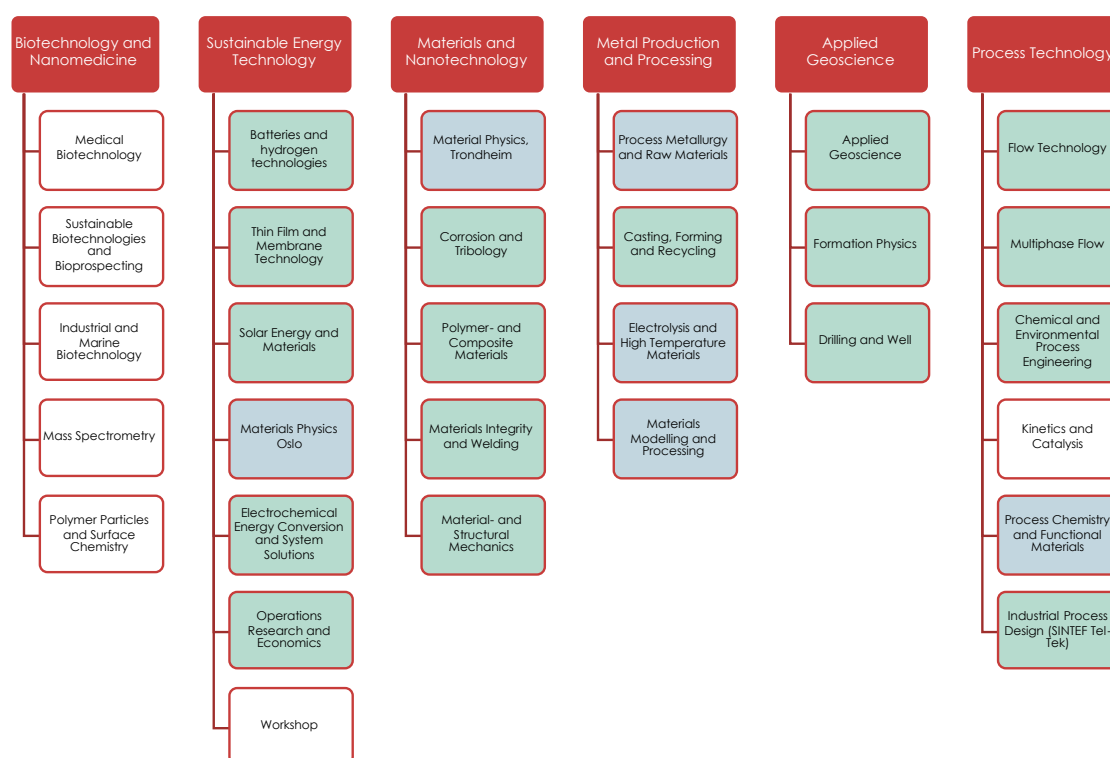 Biotechnology and
Nanomedicine
Medical
Biotechnology
Sustainable
Biotechnologies
and
Bioprospecting
Industrial and
Marine
Biotechnology
Mass Spectrometry
Polymer Particles
and Surface
Chemistry
Sustainable Energy
Technology
Batteries and
hydrogen
technologies
Thin Film and
Membrane
Technology
Solar Energy and
Materials
Materials Physics
Oslo
Electrochemical
Energy Conversion
and System
Solutions
Operations
Research and
Economics
Workshop
Materials and
Nanotechnology
Material Physics,
Trondheim
Corrosion and
Tribology
Polymer- and
Composite
Materials
Materials Integrity
and Welding
Material- and
Structural
Mechanics
Metal Production
and Processing
Process Metallurgy
and Raw Materials
Casting, Forming
and Recycling
Electrolysis and
High Temperature
Materials
Materials
Modelling and
Processing
Applied
Geoscience
Applied
Geoscience
Formation Physics
Drilling and Well
Process Technology
Flow Technology
Multiphase Flow
Chemical and
Environmental
Process
Engineering
Kinetics and
Catalysis
Process Chemistry
and Functional
Materials
Industrial Process
Design (SINTEF Tel-
Tek)